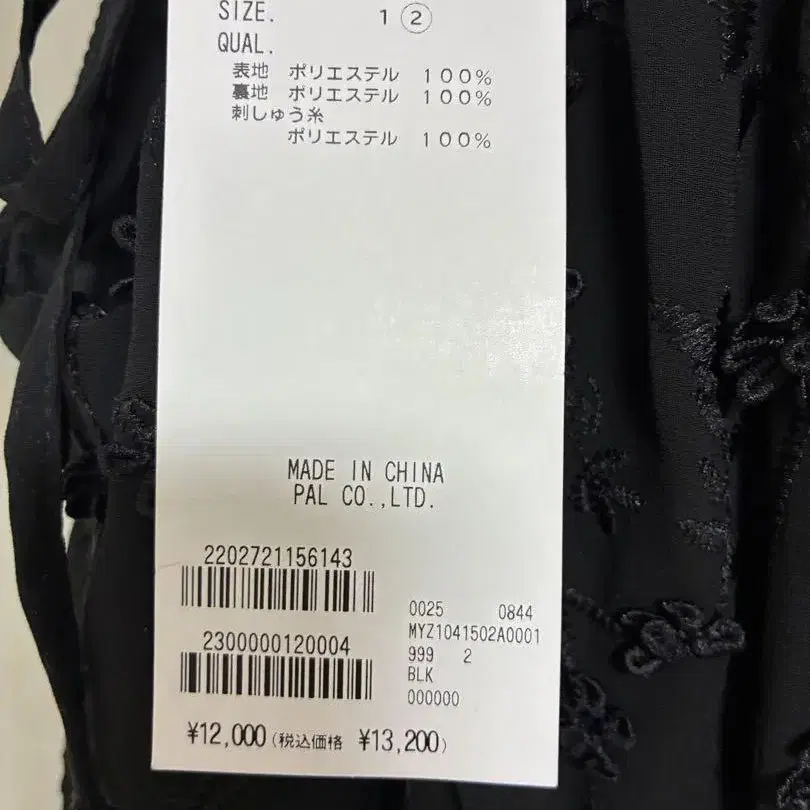 SIZE. 1 ②
QUAL.
表地 ポリエステル 100%
裏地 ポリエステル 100%
刺しゅう糸
ポリエステル 100%
MADE IN CHINA
PAL CO.,LTD.
2202721156143
0025 0844
MYZ1041502A0001
2300000120004
999 2
BLK
000000
¥12,000(税込価格 ¥13,200)